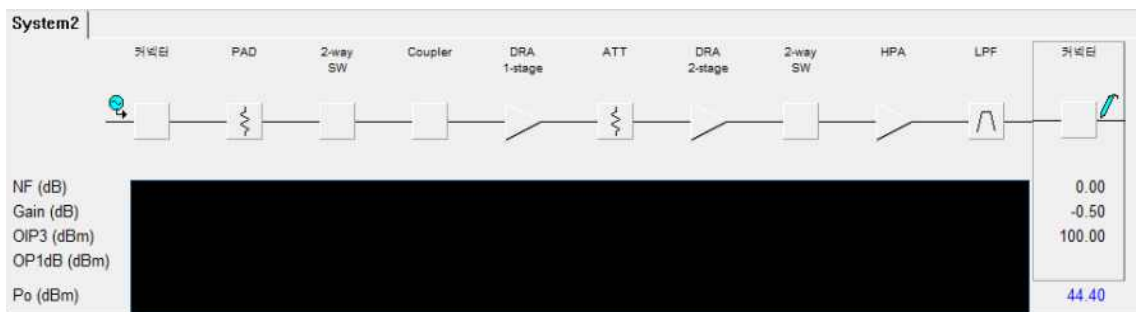 System2
커넥터 PAD 2-way SW Coupler DRA 1-stage ATT DRA 2-stage 2-way SW HPA LPF 커넥터
NF (dB) 0.00
Gain (dB) -0.50
OIP3 (dBm) 100.00
OP1dB (dBm)
Po (dBm) 44.40